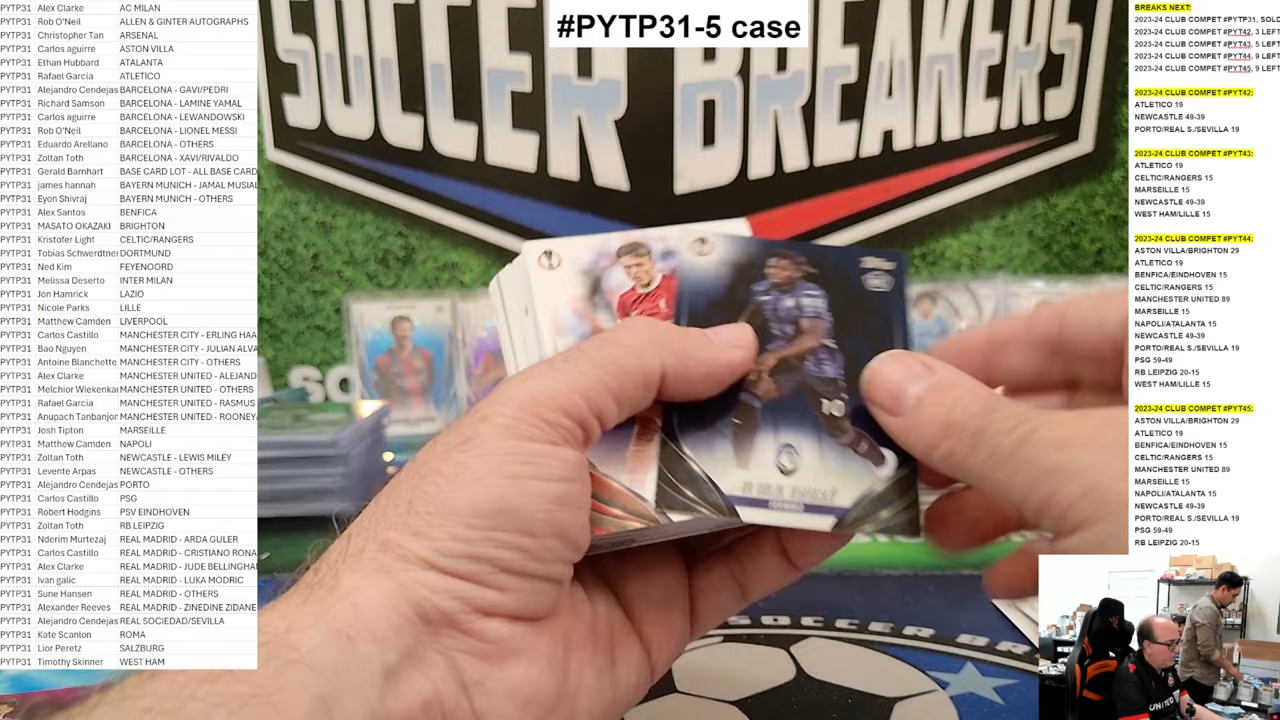 #PYTP31-5 case
SOCCER BREAKERS
PYTP31 Alex Clarke AC MILAN
PYTP31 Rob O'Neil ALLEN & GINTER AUTOGRAPHS
PYTP31 Christopher Tan ARSENAL
PYTP31 Carlos aguirre ASTON VILLA
PYTP31 Ethan Hubbard ATALANTA
PYTP31 Rafael Garcia ATLETICO
PYTP31 Alejandro Cendejas BARCELONA - GAVI/PEDRI
PYTP31 Richard Samson BARCELONA - LAMINE YAMAL
PYTP31 Carlos aguirre BARCELONA - LEWANDOWSKI
PYTP31 Rob O'Neil BARCELONA - LIONEL MESSI
PYTP31 Eduardo Arellano BARCELONA - OTHERS
PYTP31 Zoltan Toth BARCELONA - XAVI/RIVALDO
PYTP31 Gerald Barnhart BASE CARD LOT - ALL BASE CARD
PYTP31 james hannah BAYERN MUNICH - JAMAL MUSIAL
PYTP31 Eyon Shivraj BAYERN MUNICH - OTHERS
PYTP31 Alex Santos BENFICA
PYTP31 MASATO OKAZAKI BRIGHTON
PYTP31 Kristofer Light CELTIC/RANGERS
PYTP31 Tobias Schwerdtner DORTMUND
PYTP31 Ned Kim FEYENOORD
PYTP31 Melissa Deserto INTER MILAN
PYTP31 Jon Hamrick LAZIO
PYTP31 Nicole Parks LILLE
PYTP31 Matthew Camden LIVERPOOL
PYTP31 Carlos Castillo MANCHESTER CITY - ERLING HAA
PYTP31 Bao Nguyen MANCHESTER CITY - JULIAN ALVA
PYTP31 Antoine Blanchette MANCHESTER CITY - OTHERS
PYTP31 Alex Clarke MANCHESTER UNITED - ALEJAND
PYTP31 Melchior Wiekenkar MANCHESTER UNITED - OTHERS
PYTP31 Rafael Garcia MANCHESTER UNITED - RASMUS
PYTP31 Anupach Tanbanjor MANCHESTER UNITED - ROONEY
PYTP31 Josh Tipton MARSEILLE
PYTP31 Matthew Camden NAPOLI
PYTP31 Zoltan Toth NEWCASTLE - LEWIS MILEY
PYTP31 Levente Arpas NEWCASTLE - OTHERS
PYTP31 Alejandro Cendejas PORTO
PYTP31 Carlos Castillo PSG
PYTP31 Robert Hodgins PSV EINDHOVEN
PYTP31 Zoltan Toth RB LEIPZIG
PYTP31 Nderim Murtezaj REAL MADRID - ARDA GULER
PYTP31 Carlos Castillo REAL MADRID - CRISTIANO RONA
PYTP31 Alex Clarke REAL MADRID - JUDE BELLINGHA
PYTP31 Ivan galic REAL MADRID - LUKA MODRIC
PYTP31 Sune Hansen REAL MADRID - OTHERS
PYTP31 Alexander Reeves REAL MADRID - ZINEDINE ZIDANE
PYTP31 Alejandro Cendejas REAL SOCIEDAD/SEVILLA
PYTP31 Kate Scanlon ROMA
PYTP31 Lior Peretz SALZBURG
PYTP31 Timothy Skinner WEST HAM
BREAKS NEXT:
2023-24 CLUB COMPET #PYTP31, SOLD
2023-24 CLUB COMPET #PYT42, 3 LEFT
2023-24 CLUB COMPET #PYT43, 5 LEFT
2023-24 CLUB COMPET #PYT44, 9 LEFT
2023-24 CLUB COMPET #PYT45, 9 LEFT
2023-24 CLUB COMPET #PYT42:
ATLETICO 19
NEWCASTLE 49-39
PORTO/REAL S./SEVILLA 19
2023-24 CLUB COMPET #PYT43:
ATLETICO 19
CELTIC/RANGERS 15
MARSEILLE 15
NEWCASTLE 49-39
WEST HAM/LILLE 15
2023-24 CLUB COMPET #PYT44:
ASTON VILLA/BRIGHTON 29
ATLETICO 19
BENFICA/EINDHOVEN 15
CELTIC/RANGERS 15
MANCHESTER UNITED 89
MARSEILLE 15
NAPOLI/ATALANTA 15
NEWCASTLE 49-39
PORTO/REAL S./SEVILLA 19
PSG 59-49
RB LEIPZIG 20-15
WEST HAM/LILLE 15
2023-24 CLUB COMPET #PYT45:
ASTON VILLA/BRIGHTON 29
ATLETICO 19
BENFICA/EINDHOVEN 15
CELTIC/RANGERS 15
MANCHESTER UNITED 89
MARSEILLE 15
NAPOLI/ATALANTA 15
NEWCASTLE 49-39
PORTO/REAL S./SEVILLA 19
PSG 59-49
RB LEIPZIG 20-15
topps
10
SOCCER BR
UNITED